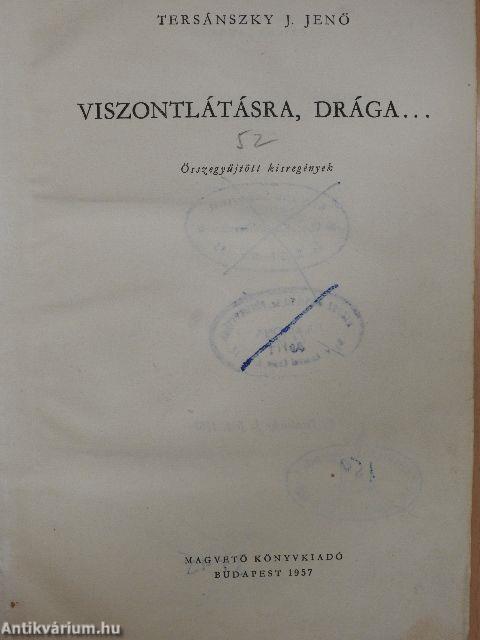 TERSÁNSZKY J. JENŐ
VISZONTLÁTÁSRA, DRÁGA...
52
Összegyűjtött kisregények
MAGVETŐ KÖNYVKIADÓ
BUDAPEST 1957
Antikvárium.hu